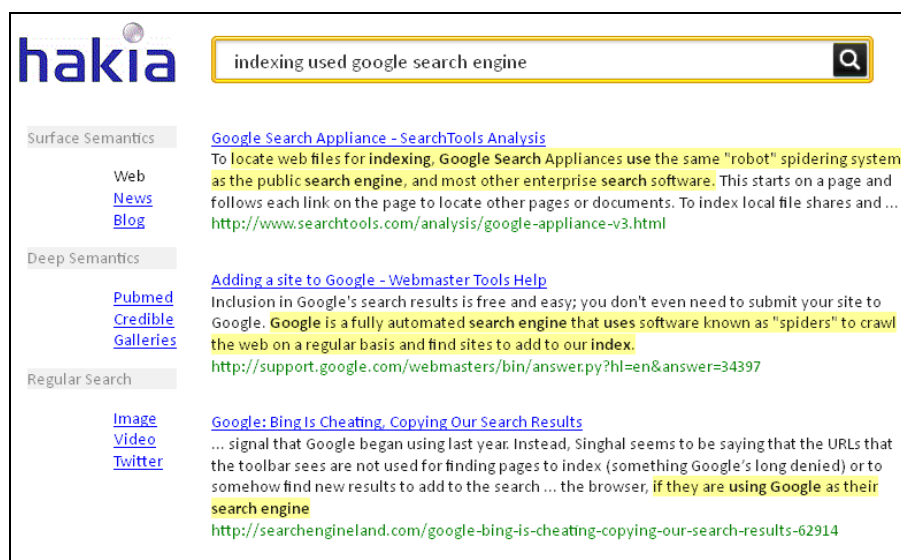 hakia
indexing used google search engine
Surface Semantics
Web
News
Blog
Deep Semantics
Pubmed
Credible
Galleries
Regular Search
Image
Video
Twitter
Google Search Appliance - SearchTools Analysis
To locate web files for indexing, Google Search Appliances use the same "robot" spidering system
as the public search engine, and most other enterprise search software. This starts on a page and
follows each link on the page to locate other pages or documents. To index local file shares and ...
http://www.searchtools.com/analysis/google-appliance-v3.html
Adding a site to Google - Webmaster Tools Help
Inclusion in Google's search results is free and easy; you don't even need to submit your site to
Google. Google is a fully automated search engine that uses software known as "spiders" to crawl
the web on a regular basis and find sites to add to our index.
http://support.google.com/webmasters/bin/answer.py?hl=en&answer=34397
Google: Bing Is Cheating, Copying Our Search Results
... signal that Google began using last year. Instead, Singhal seems to be saying that the URLs that
the toolbar sees are not used for finding pages to index (something Google's long denied) or to
somehow find new results to add to the search ... the browser, if they are using Google as their
search engine
http://searchengineland.com/google-bing-is-cheating-copying-our-search-results-62914